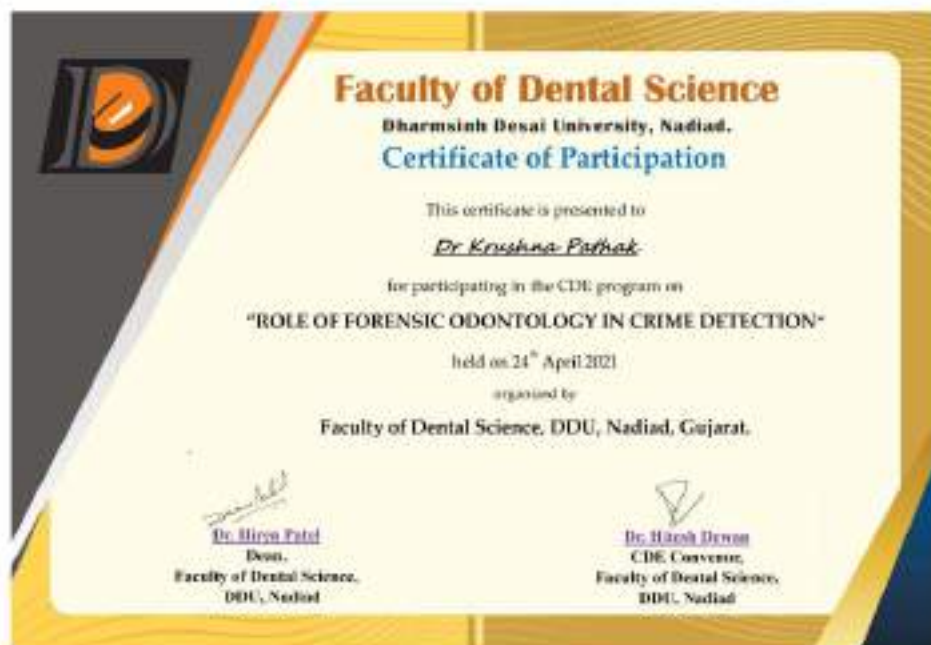 Faculty of Dental Science
Dharmsinh Desai University, Nadiad.
Certificate of Participation
This certificate is presented to
Dr Krushna Pathak
for participating in the CDE program on
"ROLE OF FORENSIC ODONTOLOGY IN CRIME DETECTION"
held on 24th April 2021
organized by
Faculty of Dental Science, DDU, Nadiad, Gujarat.
Dr. Hiren Patel
Dean,
Faculty of Dental Science,
DDU, Nadiad
Dr. Hitesh Dewan
CDE Convenor,
Faculty of Dental Science,
DDU, Nadiad